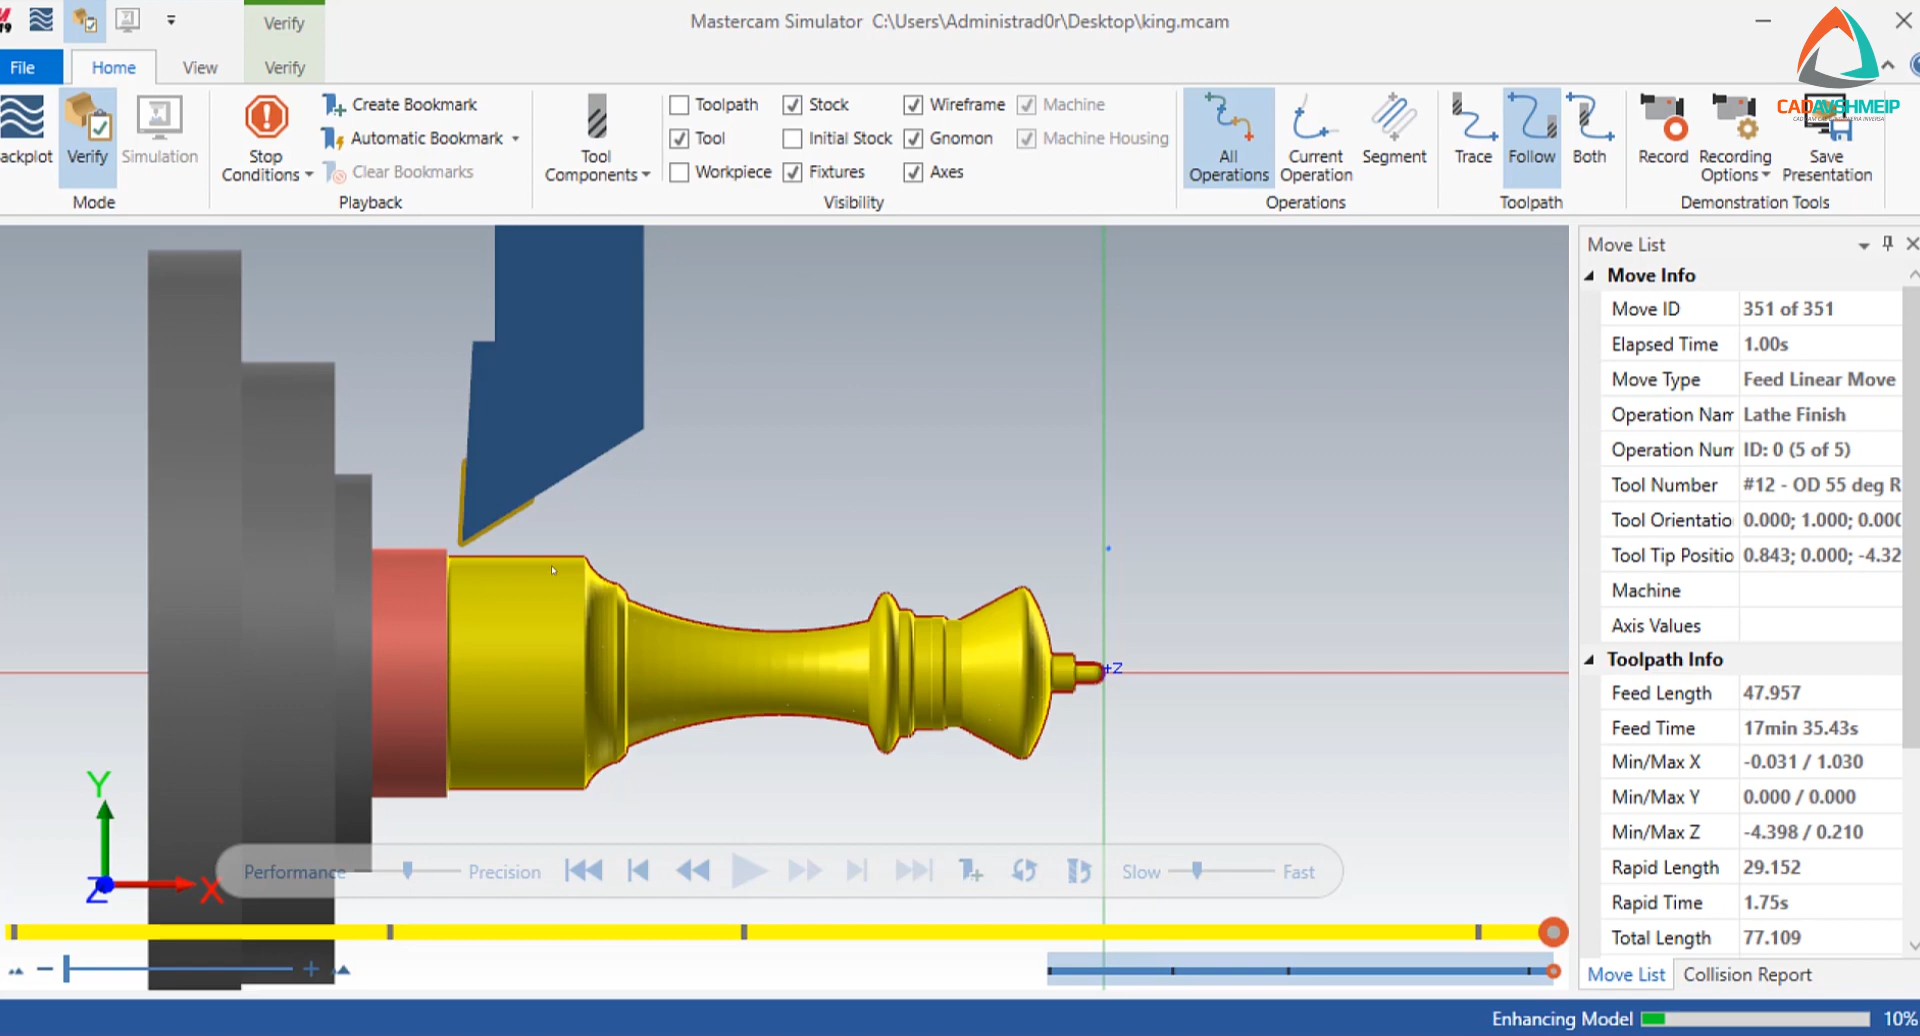 Verify
Mastercam Simulator C:\Users\Administrad0r\Desktop\king.mcam
File
Home
View
Verify
CADAVSHMEIP
ackplot
Verify
Simulation
Mode
Stop
Conditions
Create Bookmark
Automatic Bookmark
Clear Bookmarks
Playback
Tool
Components
Toolpath
Stock
Wireframe
Machine
Tool
Initial Stock
Gnomon
Machine Housing
Workpiece
Fixtures
Axes
Visibility
All
Operations
Current
Operation
Segment
Operations
Trace
Follow
Both
Toolpath
Record
Recording
Options
Save
Presentation
Demonstration Tools
+Z
Y
Z
X
Performance
Precision
Slow
Fast
Move List
Move Info
Move ID 351 of 351
Elapsed Time 1.00s
Move Type Feed Linear Move
Operation Nam Lathe Finish
Operation Num ID: 0 (5 of 5)
Tool Number #12 - OD 55 deg R
Tool Orientatio 0.000; 1.000; 0.000
Tool Tip Positio 0.843; 0.000; -4.32
Machine
Axis Values
Toolpath Info
Feed Length 47.957
Feed Time 17min 35.43s
Min/Max X -0.031 / 1.030
Min/Max Y 0.000 / 0.000
Min/Max Z -4.398 / 0.210
Rapid Length 29.152
Rapid Time 1.75s
Total Length 77.109
Move List
Collision Report
Enhancing Model 10%